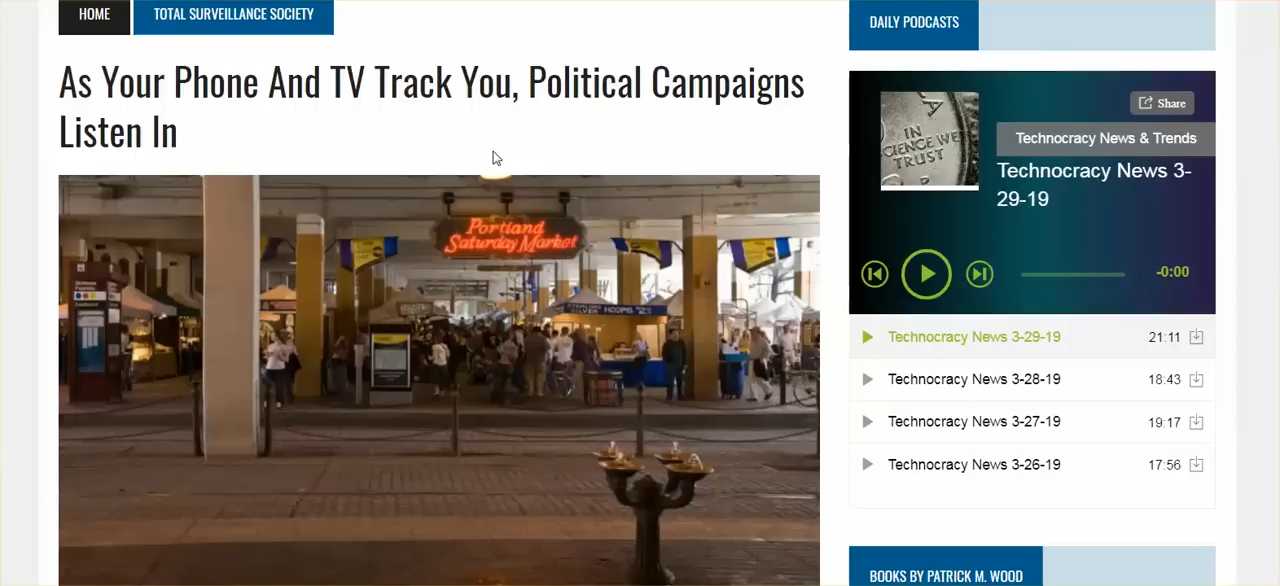 HOME
TOTAL SURVEILLANCE SOCIETY
As Your Phone And TV Track You, Political Campaigns
Listen In
Portland
Saturday Market
DAILY PODCASTS
Share
IN
SCIENCE WE
TRUST
Technocracy News & Trends
Technocracy News 3-
29-19
-0:00
Technocracy News 3-29-19 21:11
Technocracy News 3-28-19 18:43
Technocracy News 3-27-19 19:17
Technocracy News 3-26-19 17:56
BOOKS BY PATRICK M. WOOD